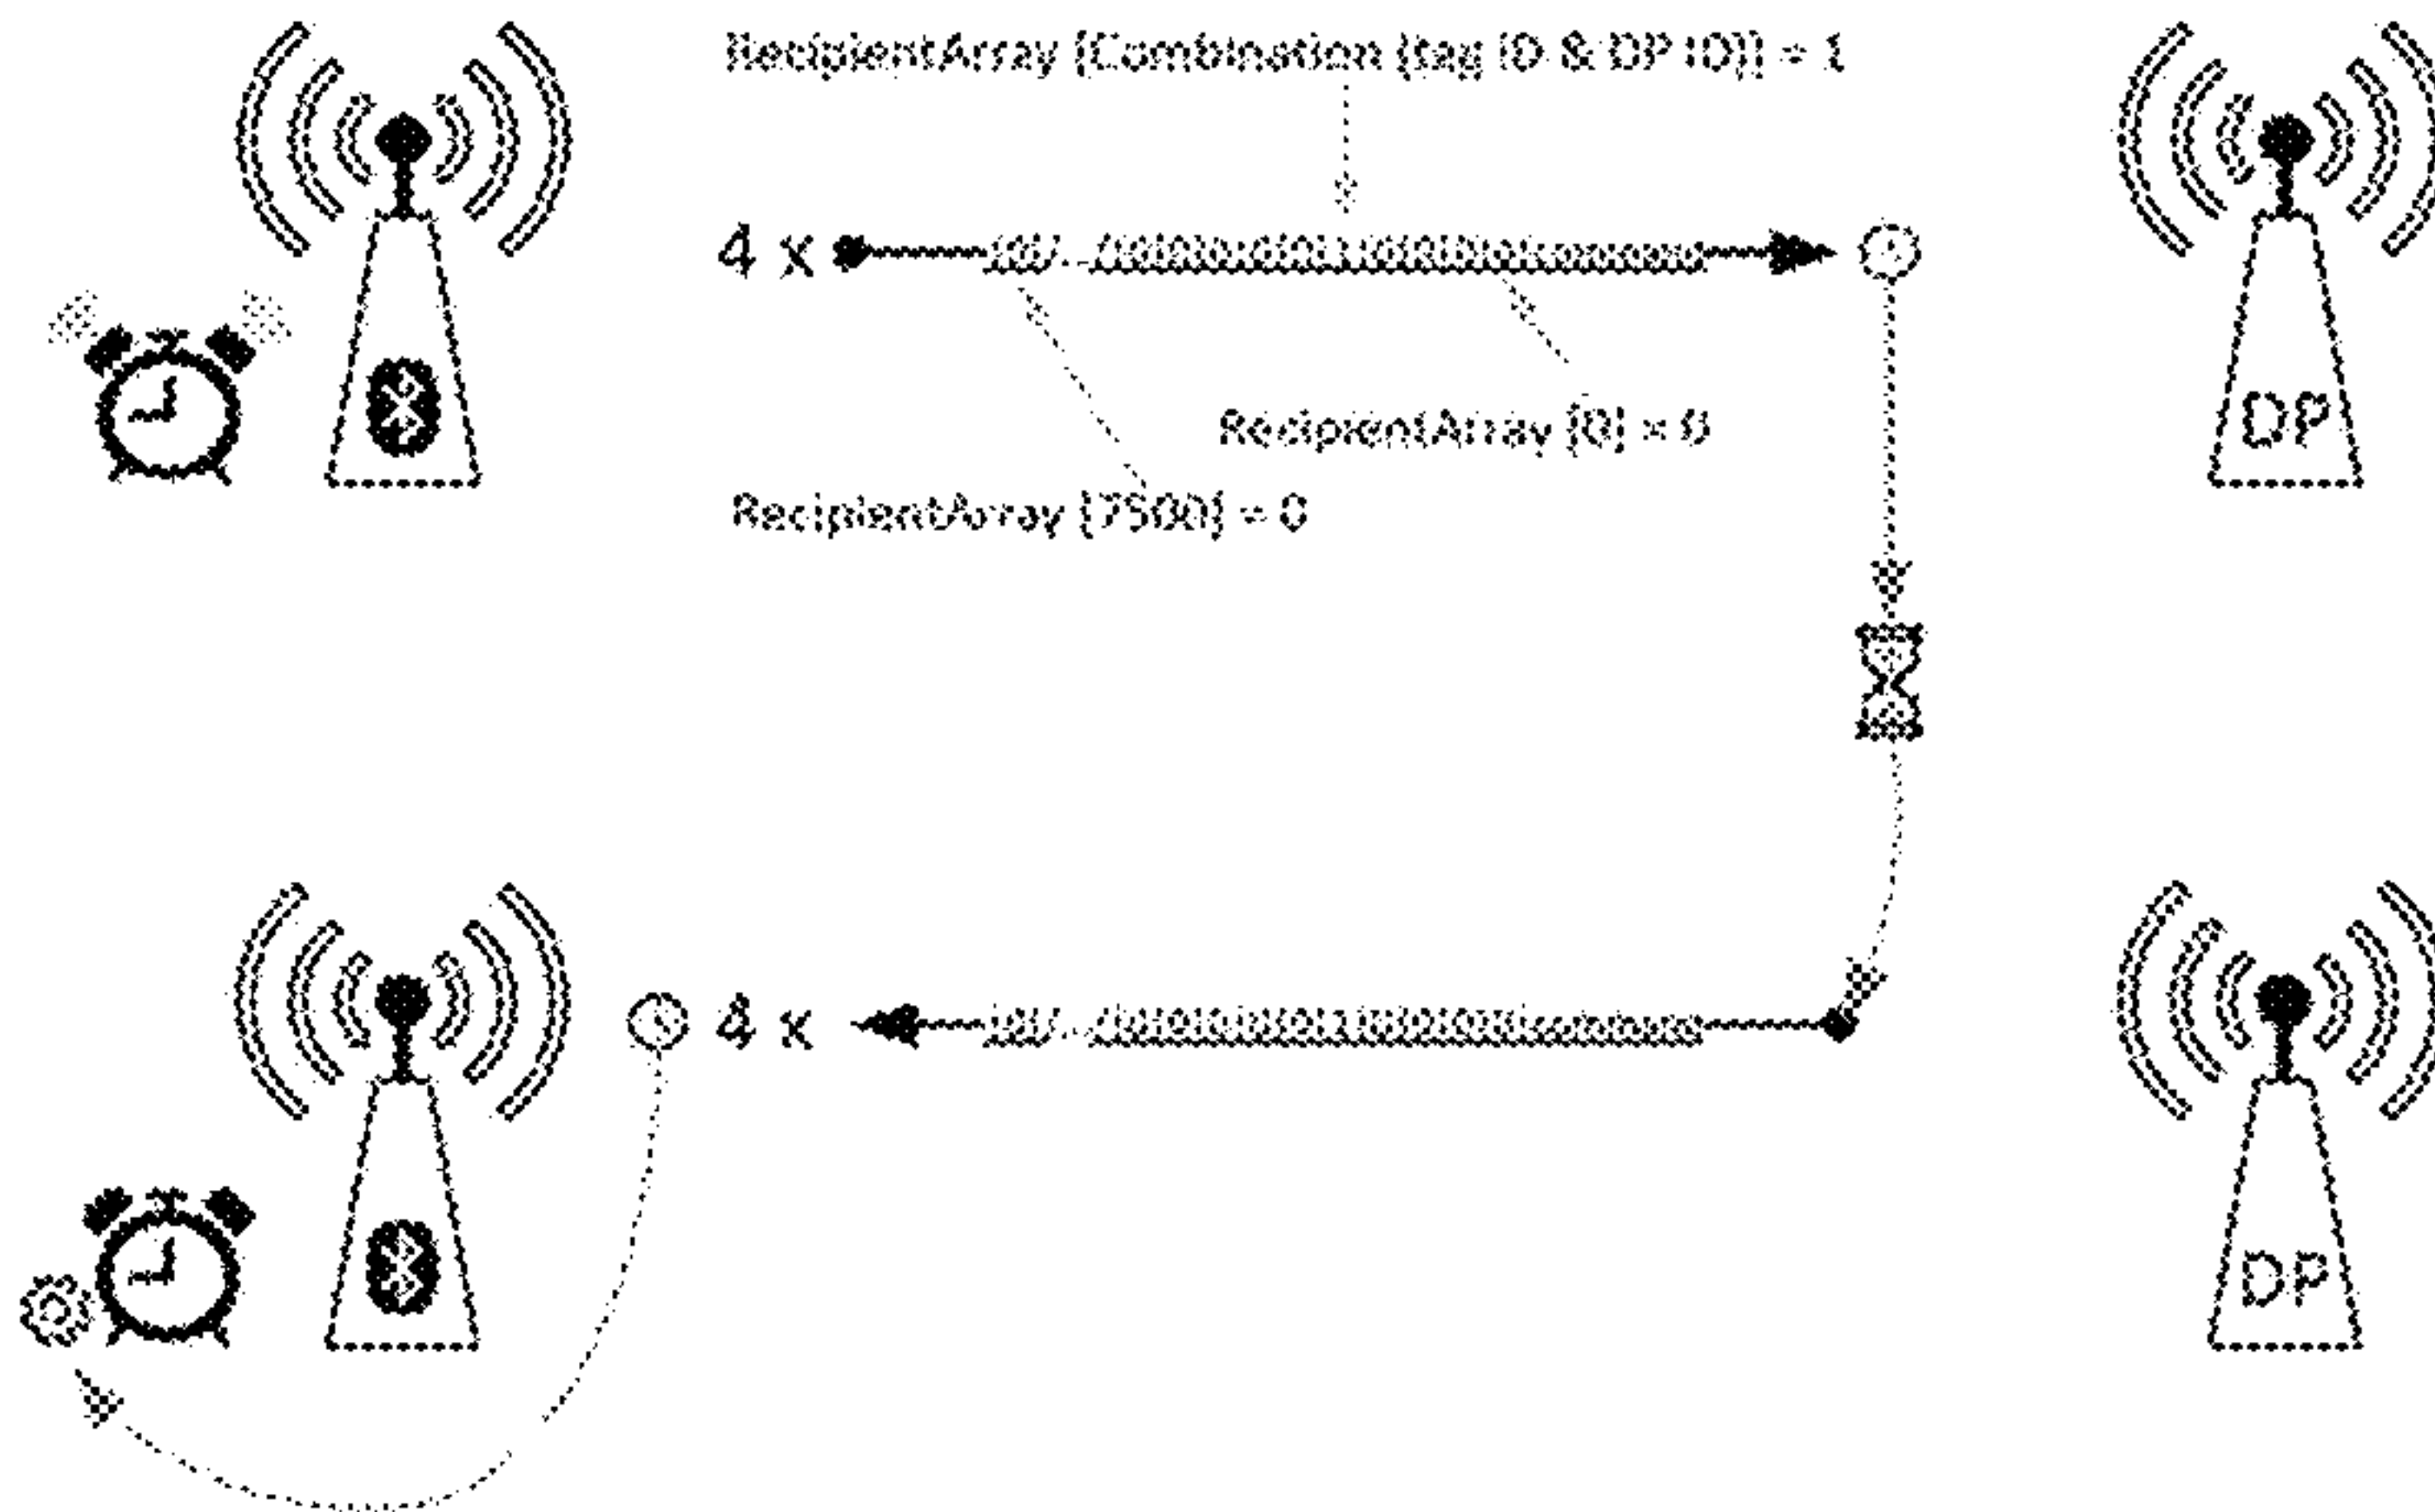 RecipientArray [Combination (tag ID & DP ID)] = 1
4 x
RecipientArray [0] = 0
DP
RecipientArray [7500] = 0
4 x
DP